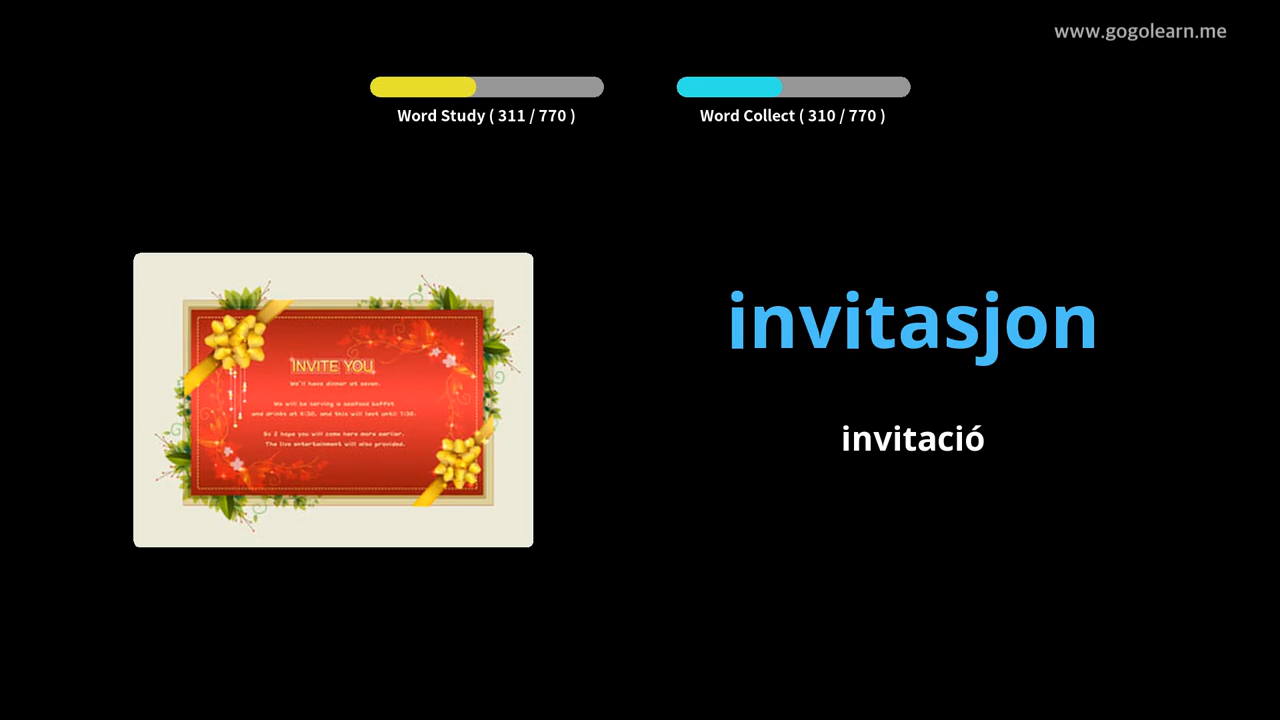 www.gogolearn.me
Word Study ( 311 / 770 )
Word Collect ( 310 / 770 )
invitasjon
invitació
INVITE YOU
We'll have dinner at seven.
We will be serving a seafood buffet
and drinks at 6:30, and this will last until 7:30.
So I hope you will come here more earlier.
The live entertainment will also provided.